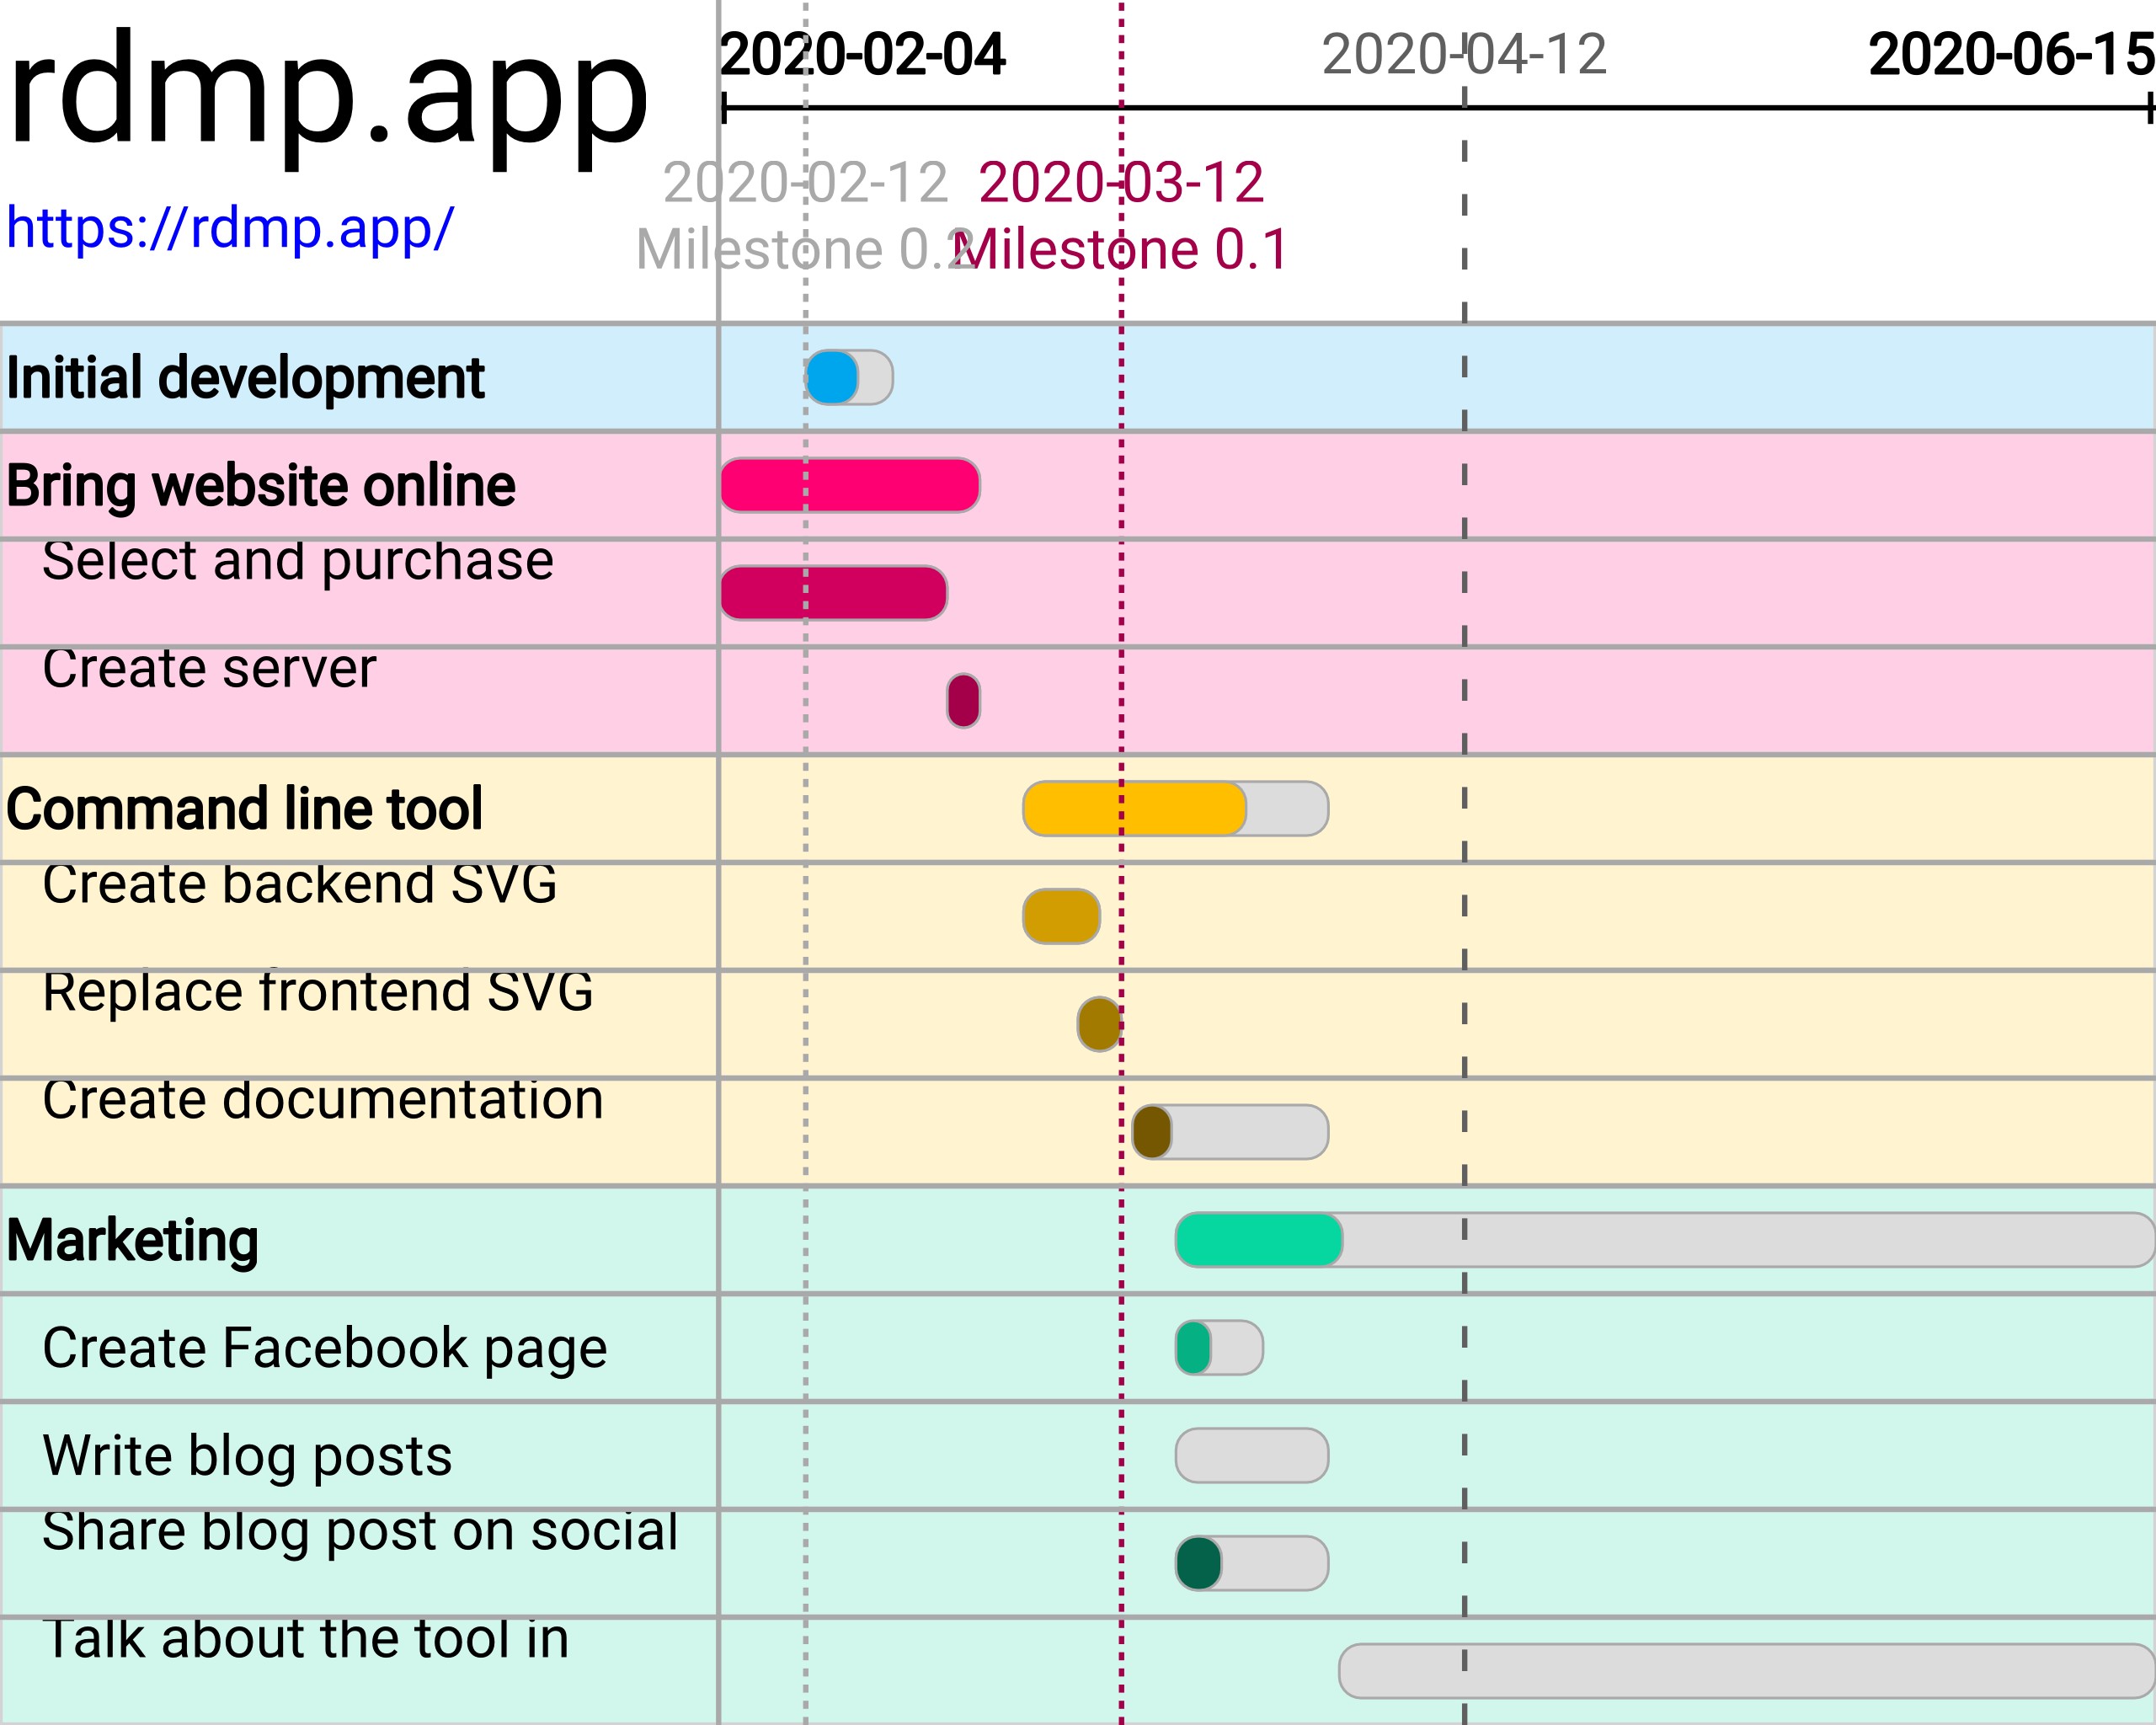 rdmp.app
https://rdmp.app/
2020-02-04
2020-04-12
2020-06-15
2020-02-12
2020-03-12
Milestone 0.2
Milestone 0.1
Initial development
Bring website online
Select and purchase
Create server
Command line tool
Create backend SVG
Replace frontend SVG
Create documentation
Marketing
Create Facebook page
Write blog posts
Share blog post on social
Talk about the tool in